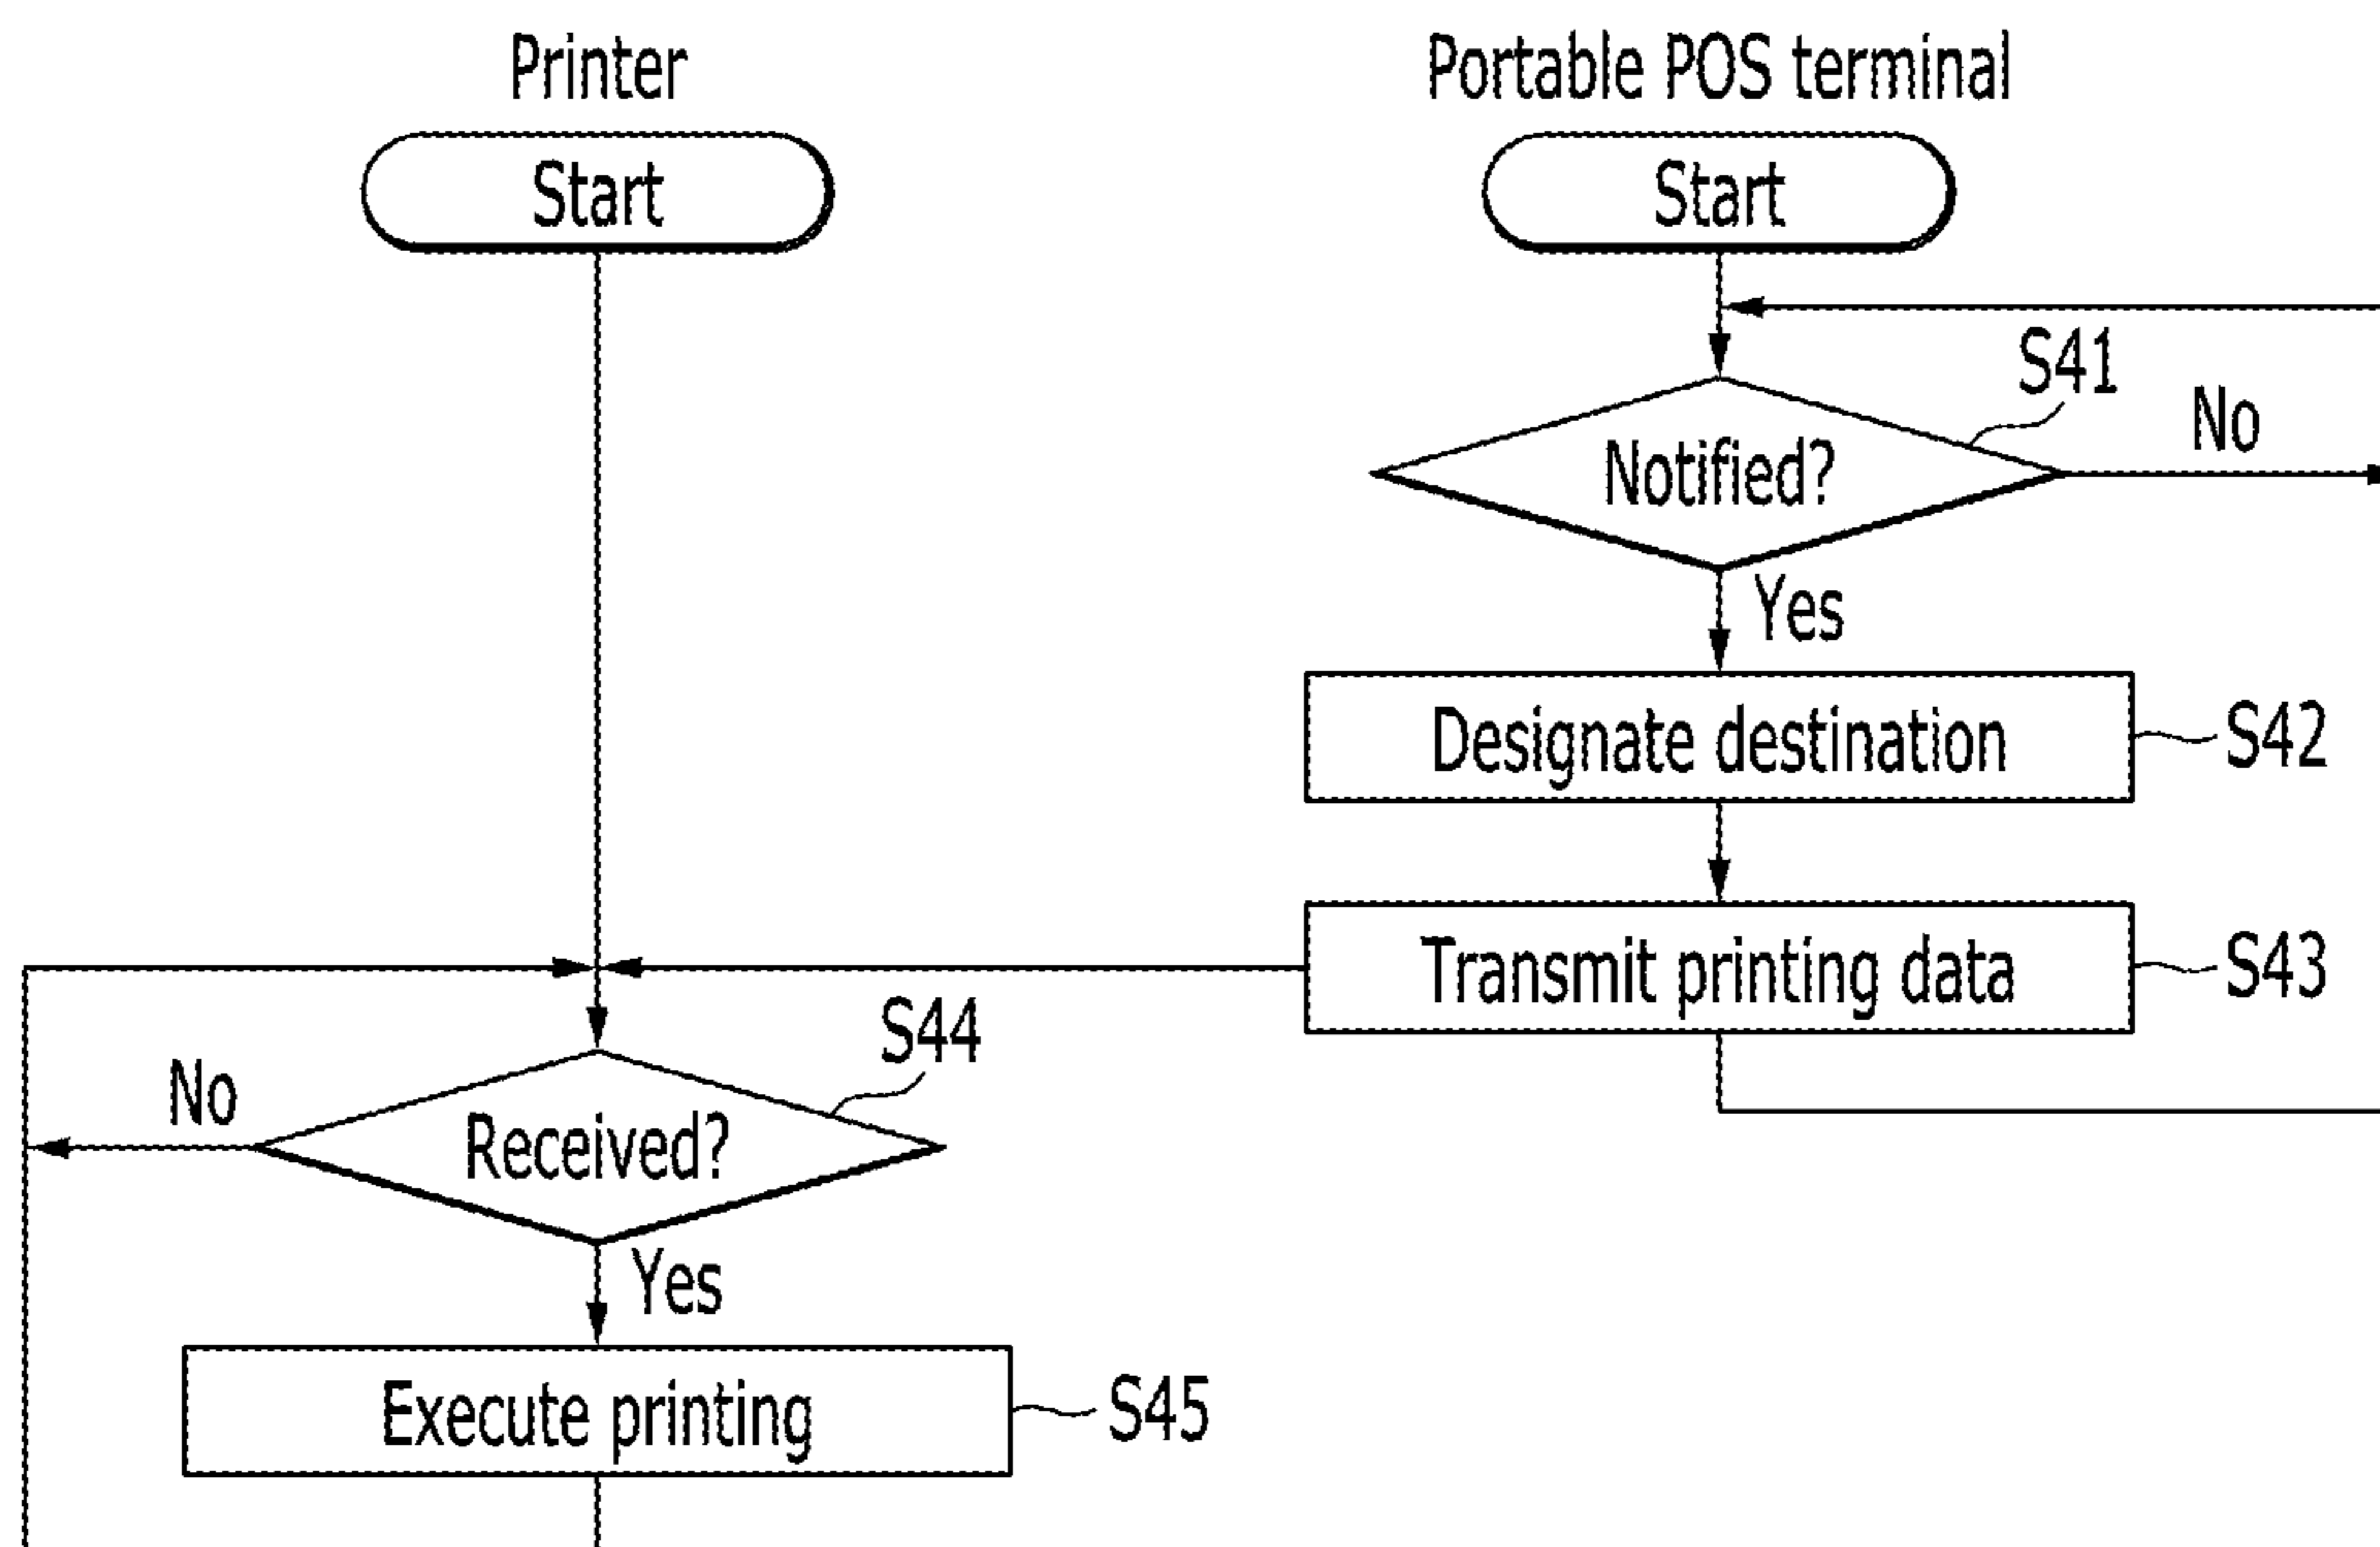 Printer
Portable POS terminal
Start
Start
S41
No
Notified?
Yes
Designate destination
S42
Transmit printing data
S43
S44
No
Received?
Yes
Execute printing
S45